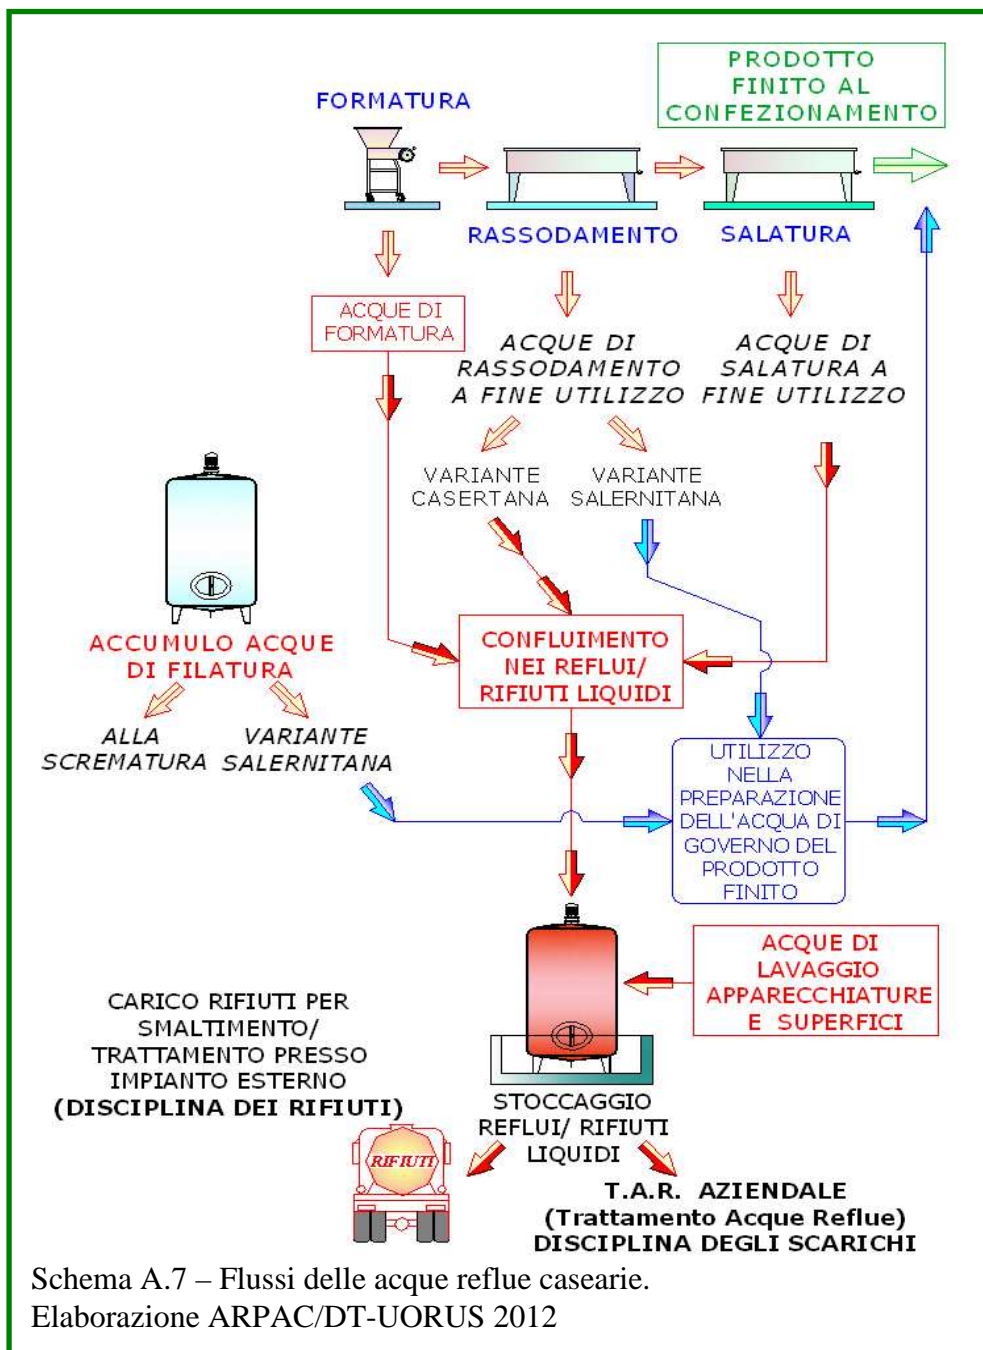 PRODOTTO
FINITO AL
CONFEZIONAMENTO
FORMATURA
RASSODAMENTO
SALATURA
ACQUE DI
FORMATURA
ACQUE DI
RASSODAMENTO
A FINE UTILIZZO
ACQUE DI
SALATURA A
FINE UTILIZZO
VARIANTE
CASERTANA
VARIANTE
SALERNITANA
ACCUMULO ACQUE
DI FILATURA
CONFLUIMENTO
NEI REFLUI/
RIFIUTI LIQUIDI
ALLA
SCREMATURA
VARIANTE
SALERNITANA
UTILIZZO
NELLA
PREPARAZIONE
DELL'ACQUA DI
GOVERNO DEL
PRODOTTO
FINITO
ACQUE DI
LAVAGGIO
APPARECCHIATURE
E SUPERFICI
CARICO RIFIUTI PER
SMALTIMENTO/
TRATTAMENTO PRESSO
IMPIANTO ESTERNO
(DISCIPLINA DEI RIFIUTI)
STOCCAGGIO
REFLUI/ RIFIUTI
LIQUIDI
RIFIUTI
T.A.R. AZIENDALE
(Trattamento Acque Reflue)
DISCIPLINA DEGLI SCARICHI
Schema A.7 – Flussi delle acque reflue casearie.
Elaborazione ARPAC/DT-UORUS 2012